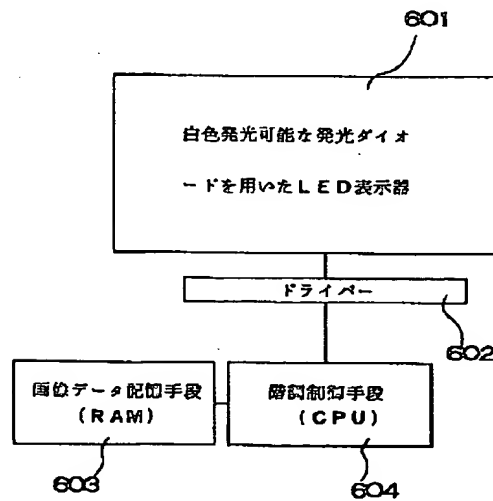 601
白色発光可能な発光ダイオ
ードを用いたLED表示器
ドライバー
602
画像データ記憶手段
(RAM)
階調制御手段
(CPU)
603
604